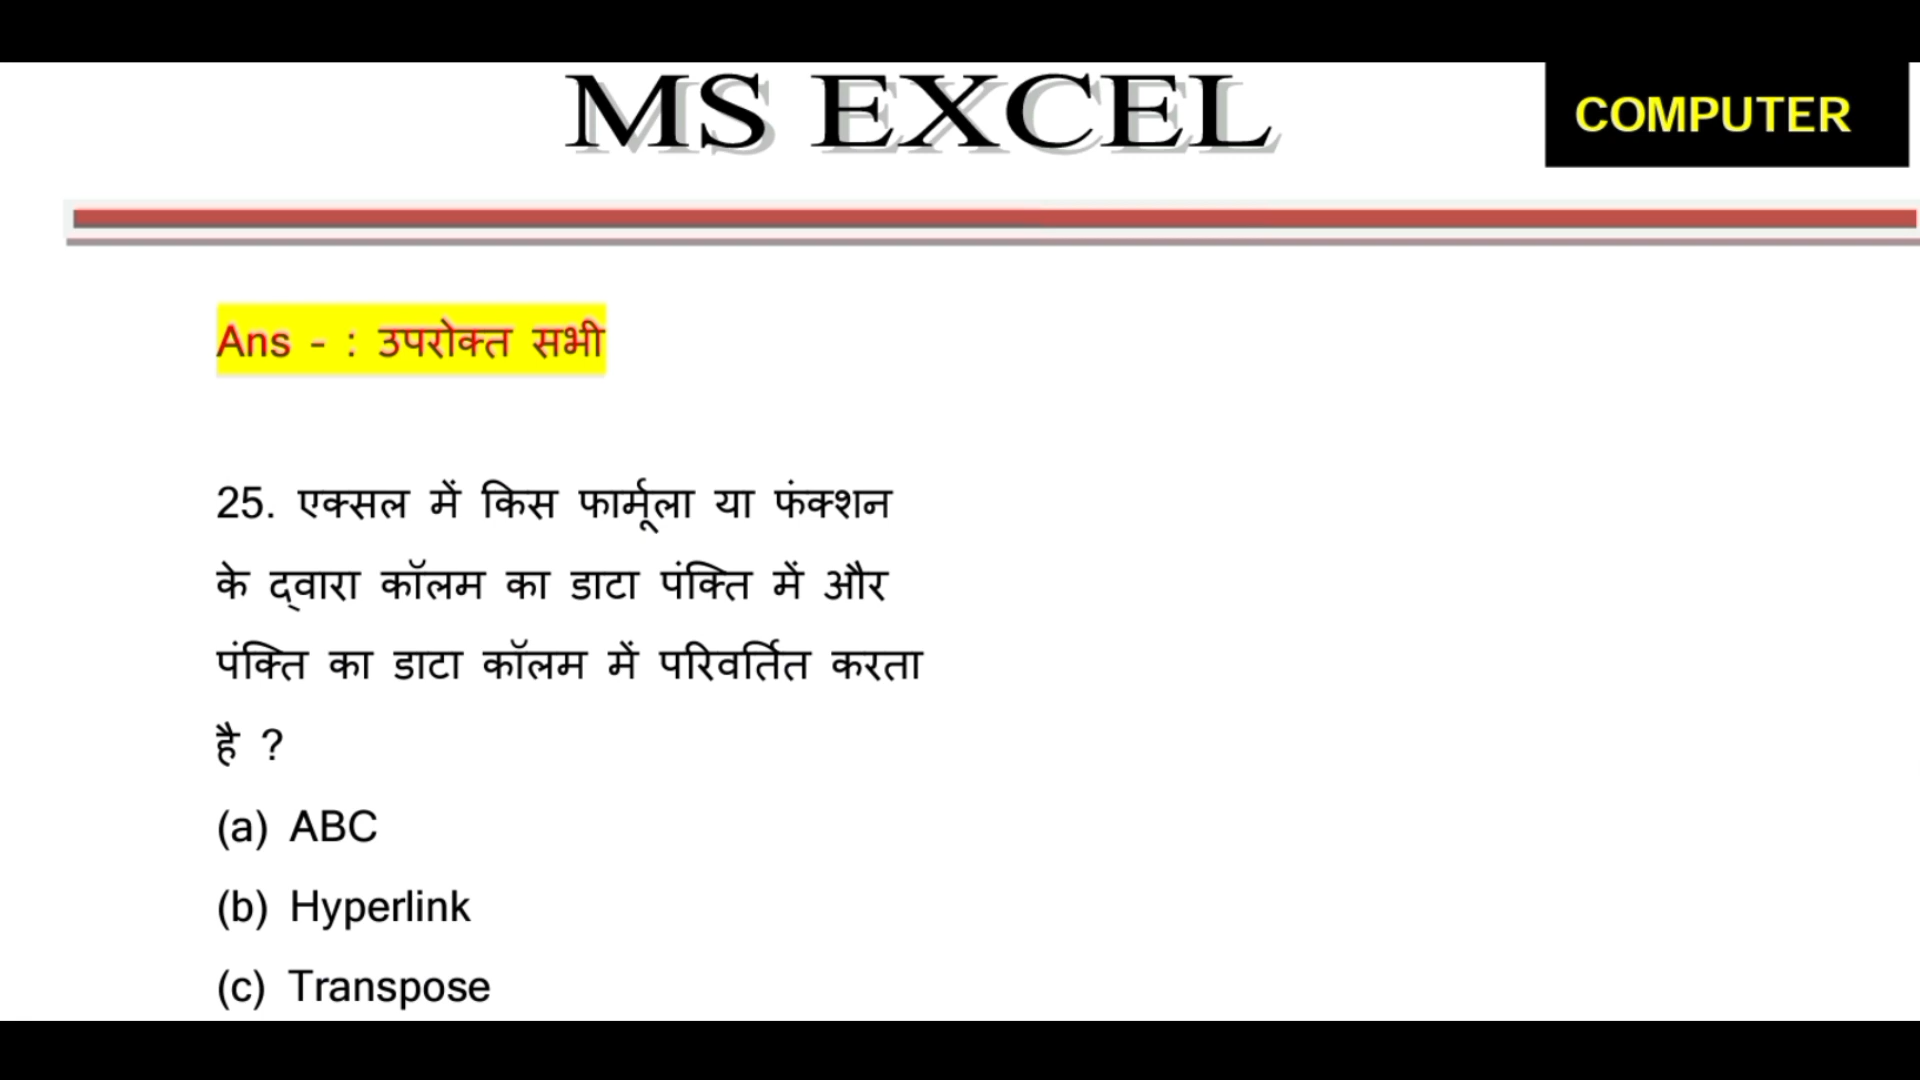 MS EXCEL
COMPUTER
Ans - : उपरोक्त सभी
25. एक्सल में किस फार्मूला या फंक्शन
के द्वारा कॉलम का डाटा पंक्ति में और
पंक्ति का डाटा कॉलम में परिवर्तित करता
है ?
(a) ABC
(b) Hyperlink
(c) Transpose